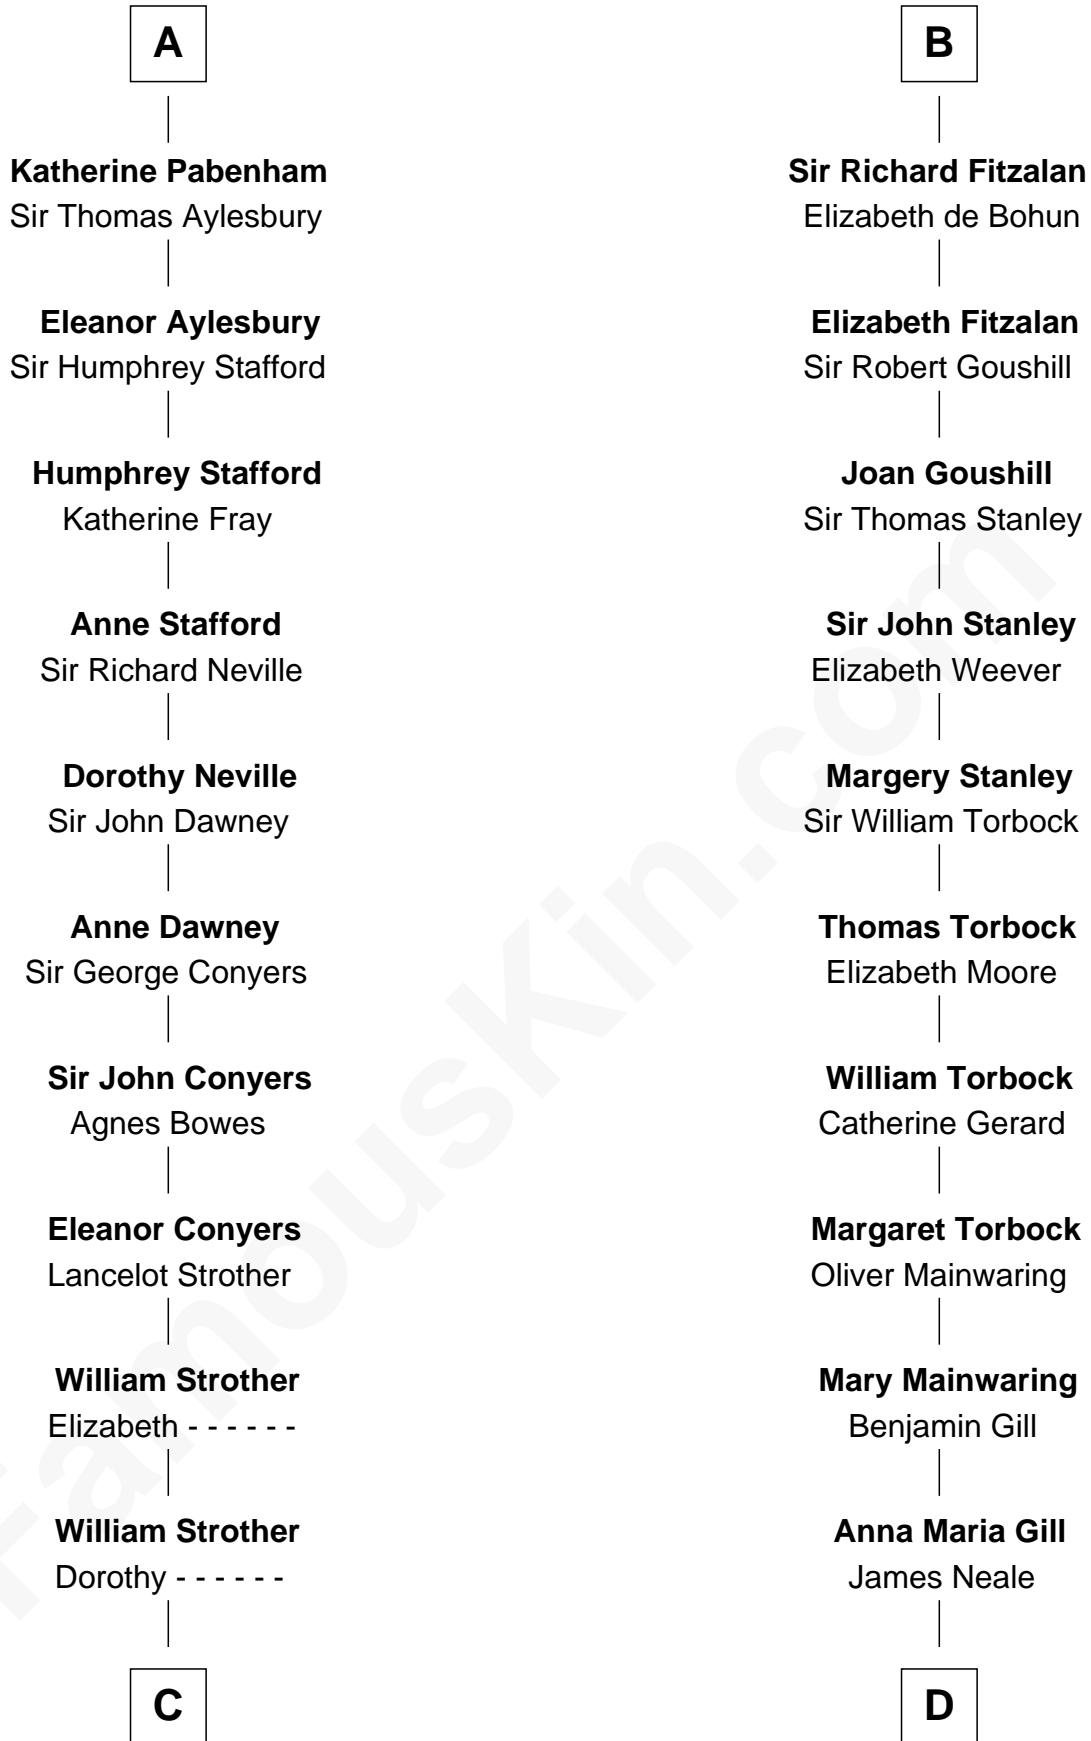 A
Katherine Pabenham
Sir Thomas Aylesbury
Eleanor Aylesbury
Sir Humphrey Stafford
Humphrey Stafford
Katherine Fray
Anne Stafford
Sir Richard Neville
Dorothy Neville
Sir John Dawney
Anne Dawney
Sir George Conyers
Sir John Conyers
Agnes Bowes
Eleanor Conyers
Lancelot Strother
William Strother
Elizabeth - - - - - -
William Strother
Dorothy - - - - - -
C
B
Sir Richard Fitzalan
Elizabeth de Bohun
Elizabeth Fitzalan
Sir Robert Goushill
Joan Goushill
Sir Thomas Stanley
Sir John Stanley
Elizabeth Weever
Margery Stanley
Sir William Torbock
Thomas Torbock
Elizabeth Moore
William Torbock
Catherine Gerard
Margaret Torbock
Oliver Mainwaring
Mary Mainwaring
Benjamin Gill
Anna Maria Gill
James Neale
D
FamousKin.com